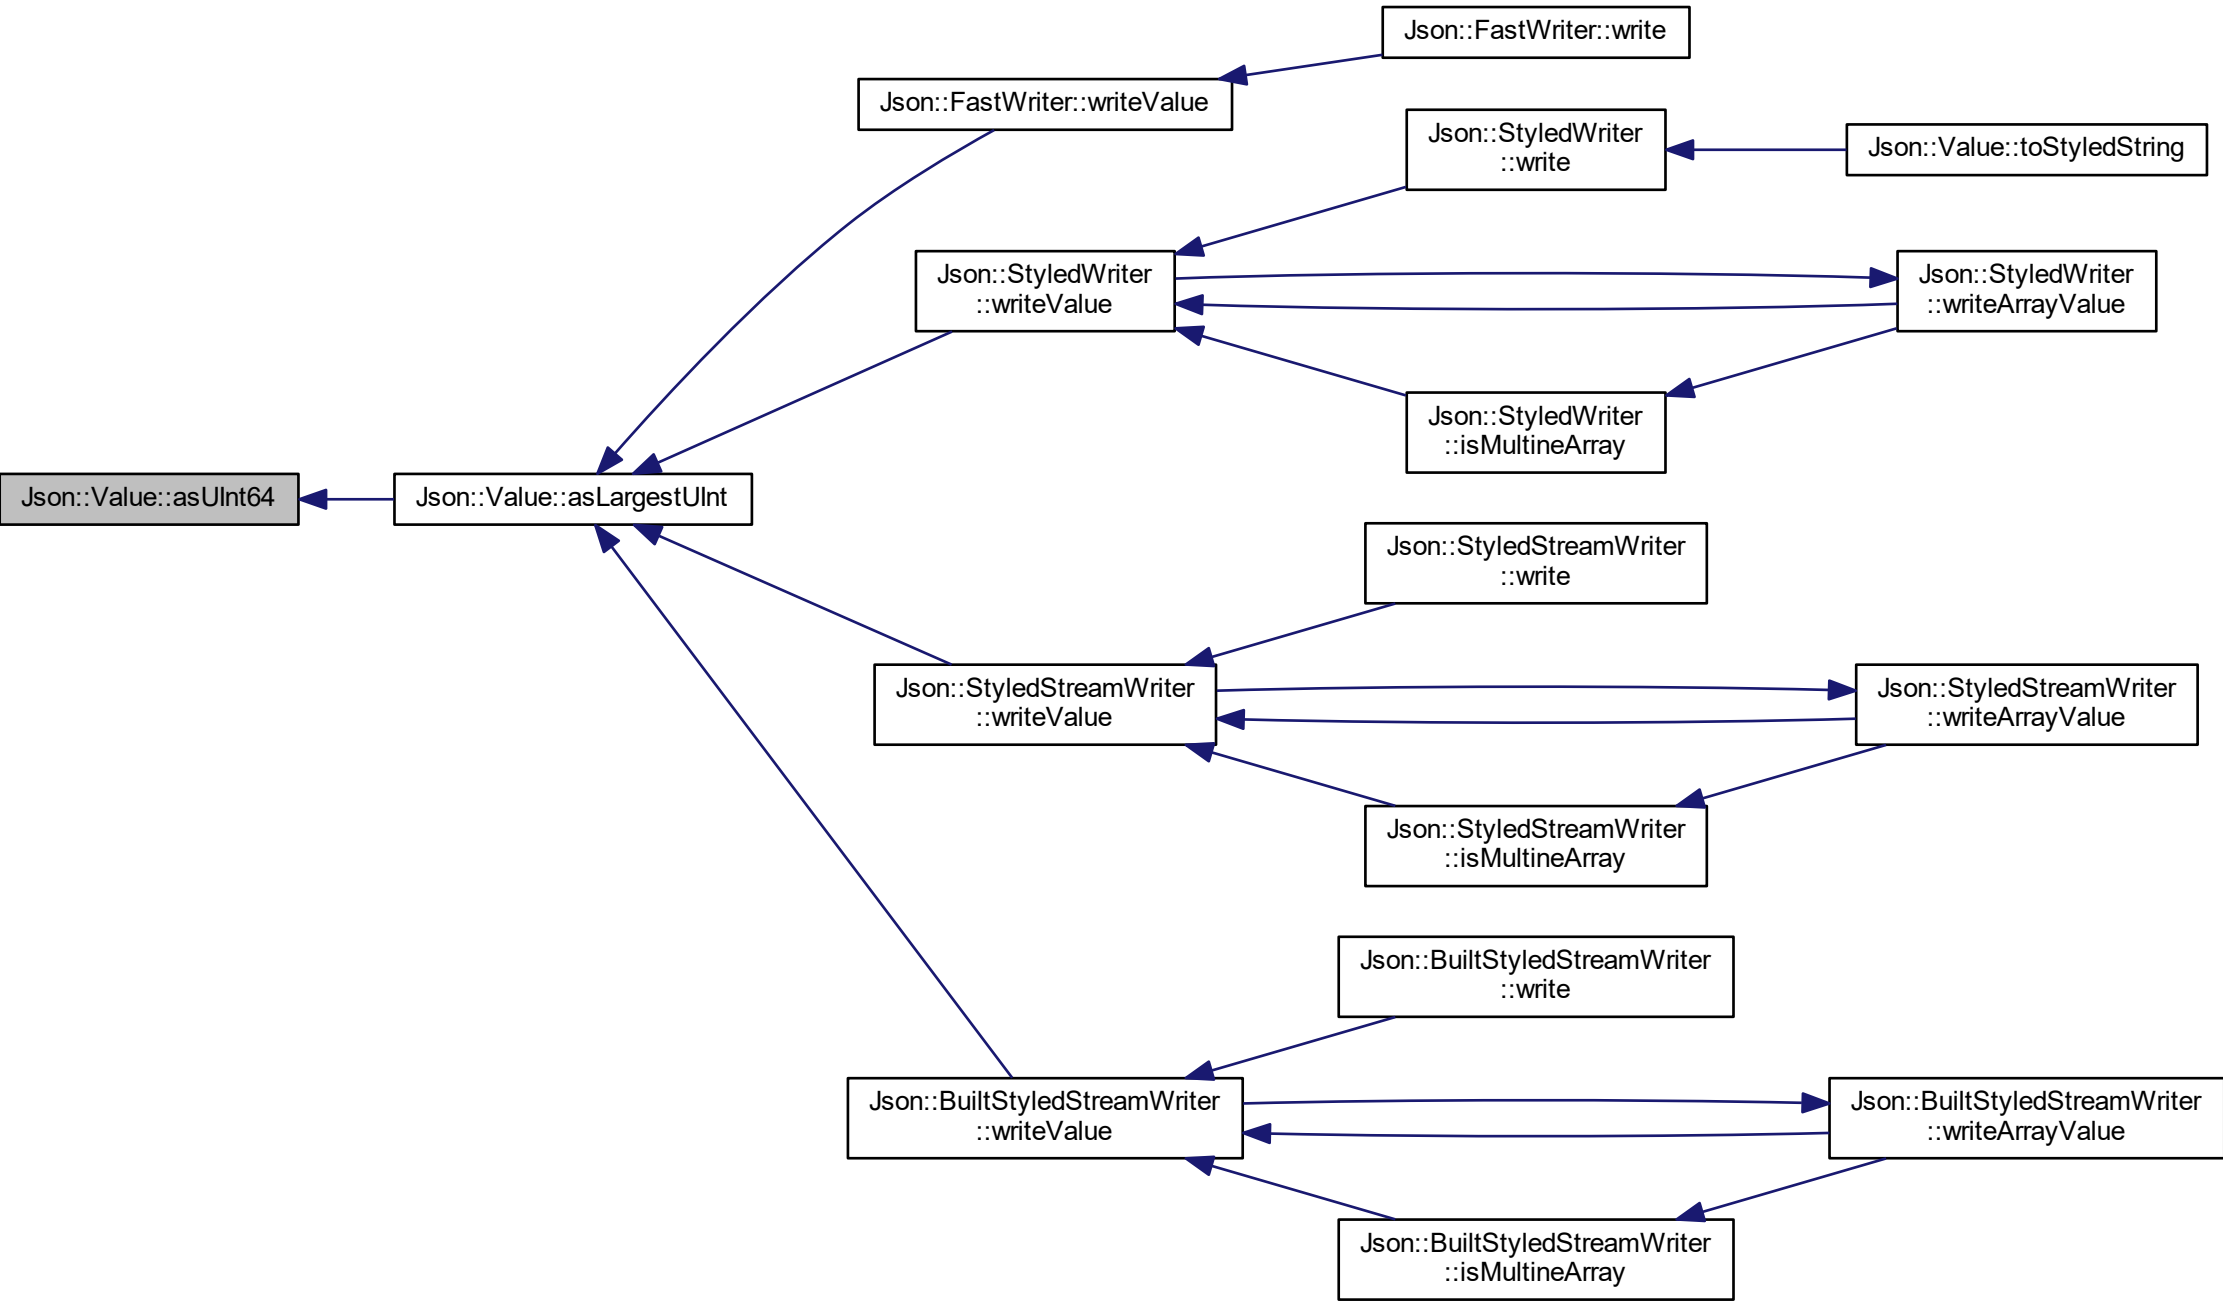 Json::FastWriter::write
Json::FastWriter::writeValue
Json::StyledWriter
::write
Json::Value::toStyledString
Json::StyledWriter
::writeValue
Json::StyledWriter
::writeArrayValue
Json::StyledWriter
::isMultineArray
Json::Value::asUInt64
Json::Value::asLargestUInt
Json::StyledStreamWriter
::write
Json::StyledStreamWriter
::writeValue
Json::StyledStreamWriter
::writeArrayValue
Json::StyledStreamWriter
::isMultineArray
Json::BuiltStyledStreamWriter
::write
Json::BuiltStyledStreamWriter
::writeValue
Json::BuiltStyledStreamWriter
::writeArrayValue
Json::BuiltStyledStreamWriter
::isMultineArray